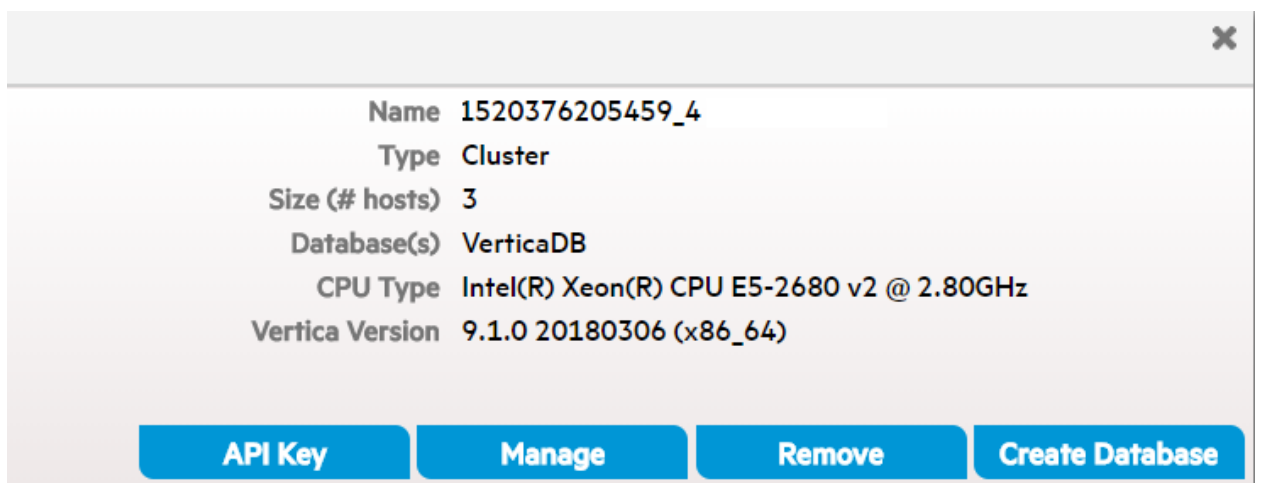 Name 1520376205459_4
Type Cluster
Size (# hosts) 3
Database(s) VerticaDB
CPU Type Intel(R) Xeon(R) CPU E5-2680 v2 @ 2.80GHz
Vertica Version 9.1.0 20180306 (x86_64)
API Key Manage Remove Create Database